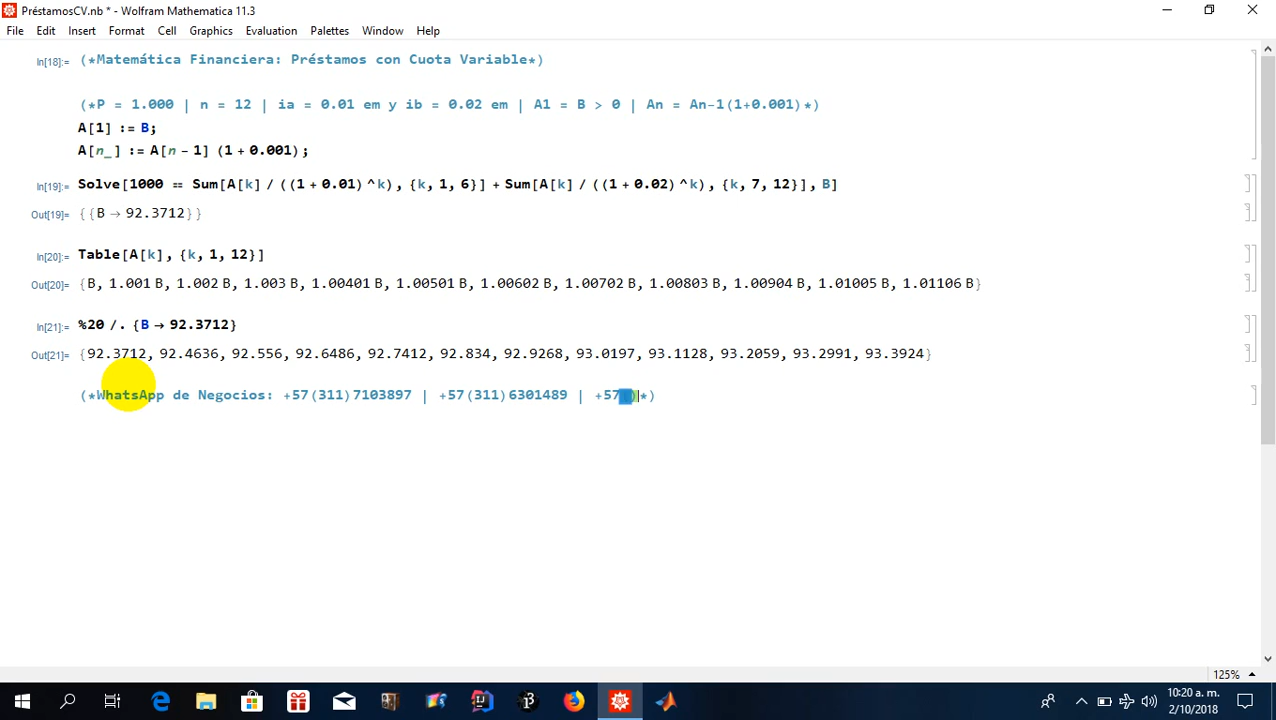 PréstamosCV.nb * - Wolfram Mathematica 11.3
File Edit Insert Format Cell Graphics Evaluation Palettes Window Help
In[18]:= (*Matemática Financiera: Préstamos con Cuota Variable*)
(*P = 1.000 | n = 12 | ia = 0.01 em y ib = 0.02 em | A1 = B > 0 | An = An-1(1+0.001)*)
A[1] := B;
A[n_] := A[n - 1] (1 + 0.001);
In[19]:= Solve[1000 == Sum[A[k] / ((1 + 0.01)^k), {k, 1, 6}] + Sum[A[k] / ((1 + 0.02)^k), {k, 7, 12}], B]
Out[19]= {{B → 92.3712}}
In[20]:= Table[A[k], {k, 1, 12}]
Out[20]= {B, 1.001 B, 1.002 B, 1.003 B, 1.00401 B, 1.00501 B, 1.00602 B, 1.00702 B, 1.00803 B, 1.00904 B, 1.01005 B, 1.01106 B}
In[21]:= %20 /. {B → 92.3712}
Out[21]= {92.3712, 92.4636, 92.556, 92.6486, 92.7412, 92.834, 92.9268, 93.0197, 93.1128, 93.2059, 93.2991, 93.3924}
(*WhatsApp de Negocios: +57(311)7103897 | +57(311)6301489 | +57()*)
125%
10:20 a. m.
2/10/2018